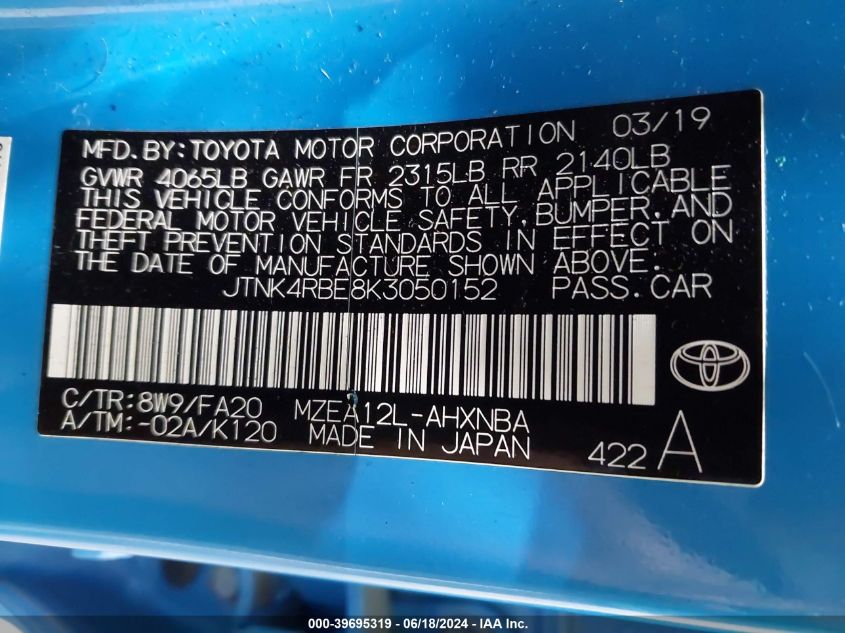 MFD.BY:TOYOTA MOTOR CORPORATION 03/19
GVWR 4065LB GAWR FR 2315LB RR 2140LB
THIS VEHICLE CONFORMS TO ALL APPLICABLE
FEDERAL MOTOR VEHICLE SAFETY,BUMPER,AND
THEFT PREVENTION STANDARDS IN EFFECT ON
THE DATE OF MANUFACTURE SHOWN ABOVE.
JTNK4RBE8K3050152 PASS.CAR
C/TR:8W9/FA20 MZEA12L-AHXNBA
A/TM:-02A/K120 MADE IN JAPAN 422 A
000-39695319 - 06/18/2024 - IAA Inc.